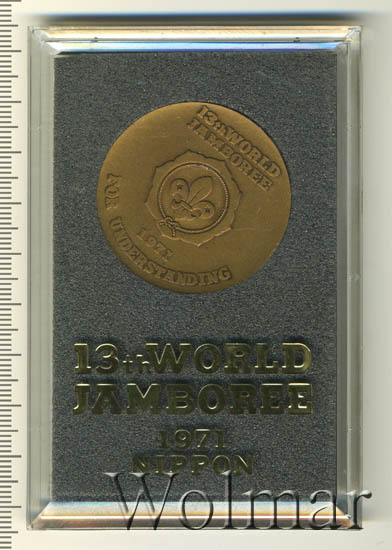 13th WORLD
JAMBOREE
1971
FOR UNDERSTANDING
13th WORLD
JAMBOREE
1971
NIPPON
Wolmar